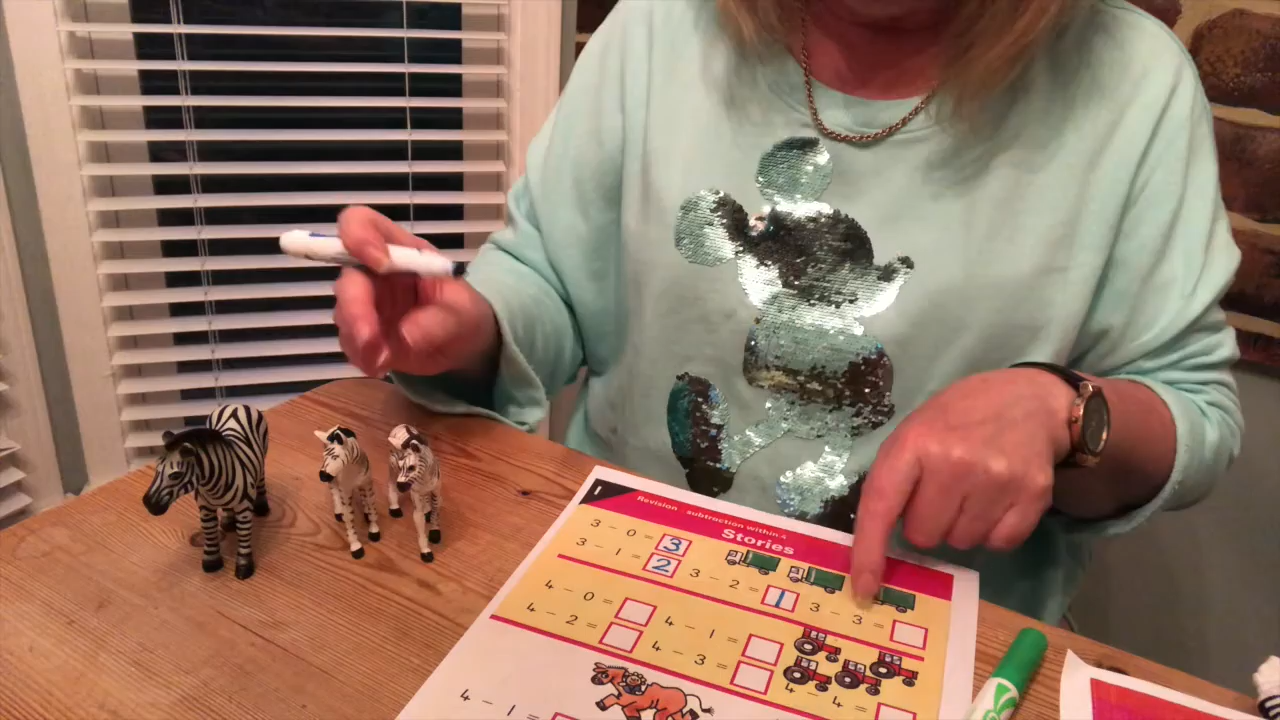 1
Revision - subtraction within 4
Stories
3 - 0 = 3
3 - 1 = 2
3 - 2 = 1
3 - 3 =
4 - 0 =
4 - 2 =
4 - 1 =
4 - 3 =
4 - 4 =
4 - 1 =